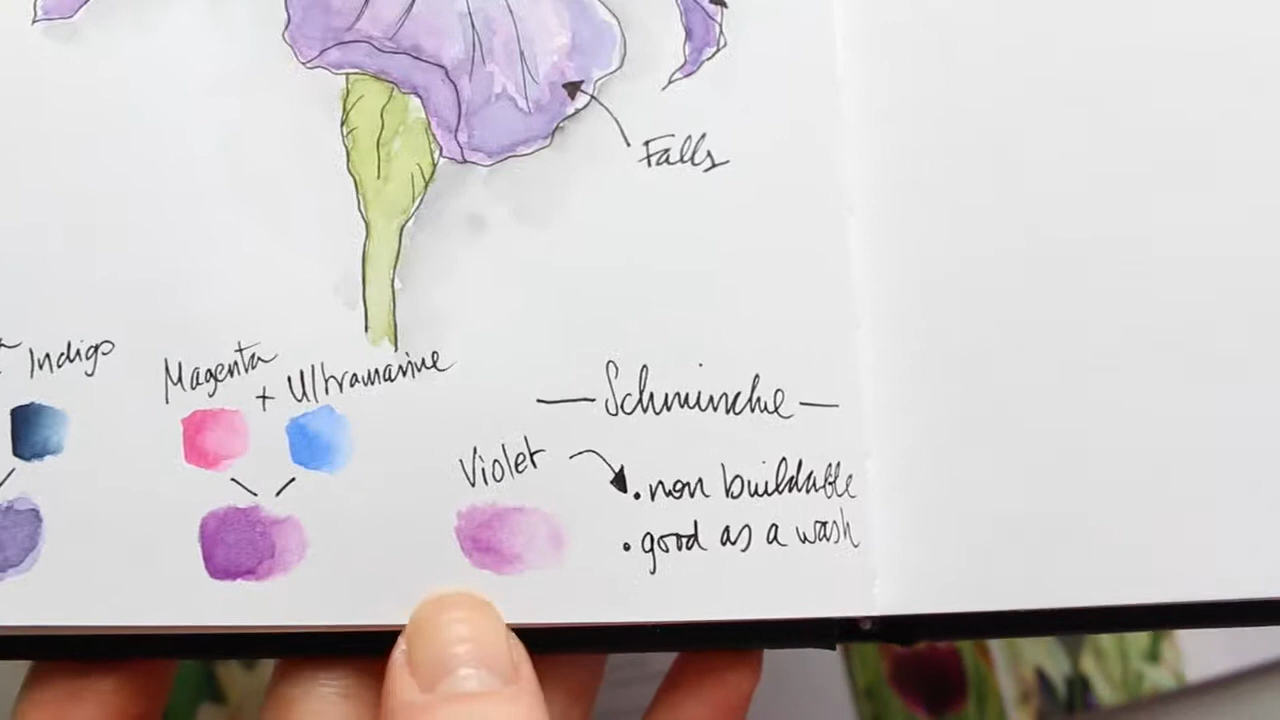 Falls
Indigo
Magenta
+ Ultramarine
— Schmincke —
Violet
• non buildable
• good as a wash